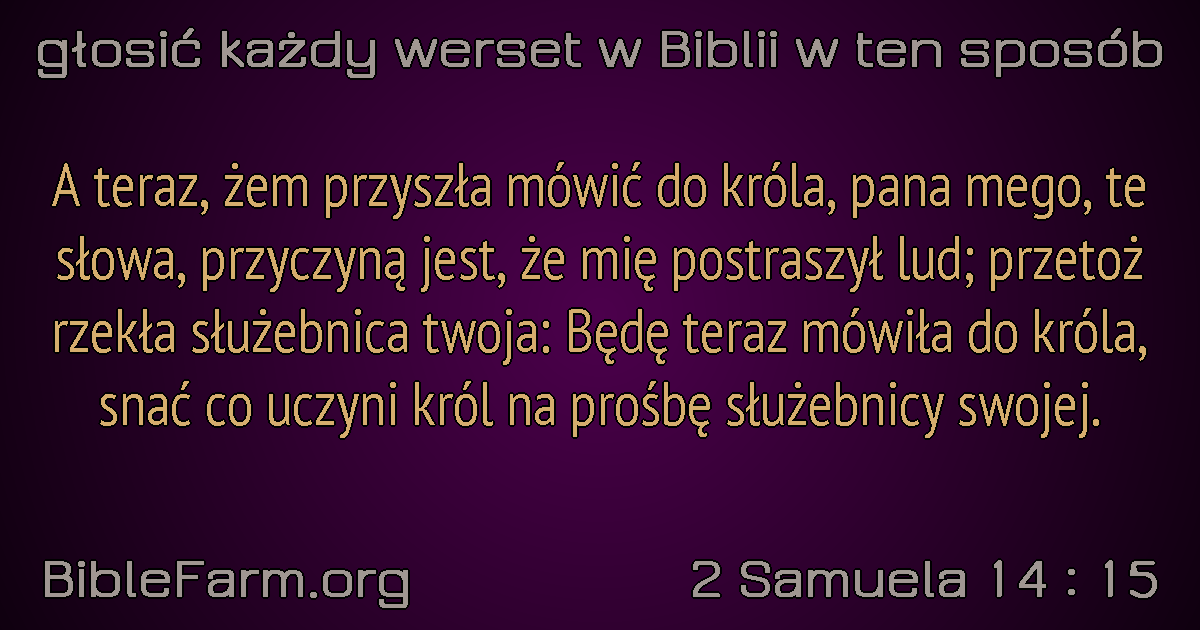 głosić każdy werset w Biblii w ten sposób
A teraz, żem przyszła mówić do króla, pana mego, te
słowa, przyczyną jest, że mię postraszył lud; przetoż
rzekła służebnica twoja: Będę teraz mówiła do króla,
snać co uczyni król na prośbę służebnicy swojej.
BibleFarm.org
2 Samuela 14 : 15